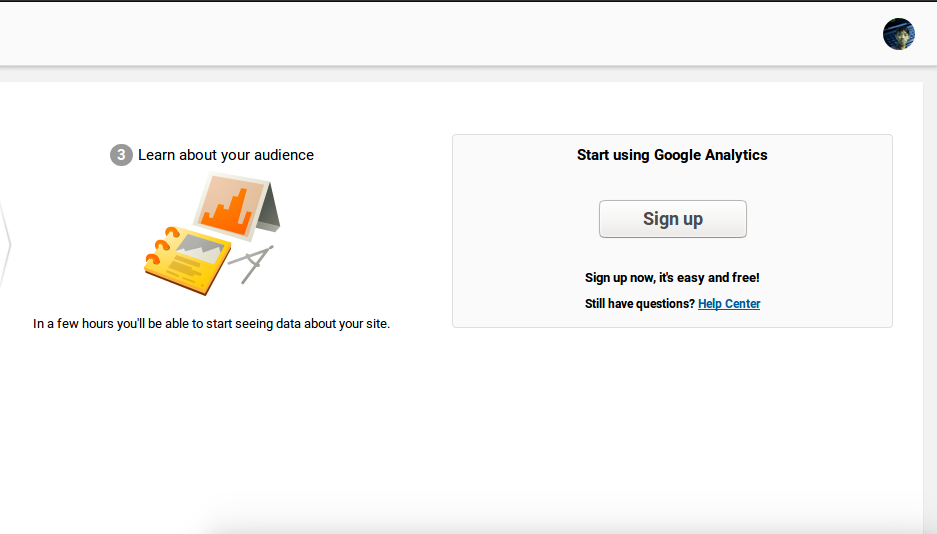 3 Learn about your audience
In a few hours you'll be able to start seeing data about your site.
Start using Google Analytics
Sign up
Sign up now, it's easy and free!
Still have questions? Help Center